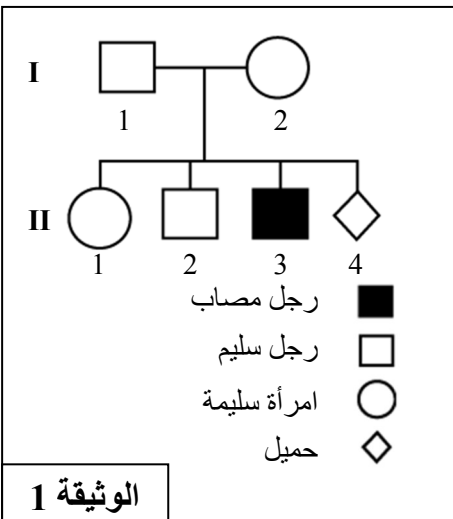 I
1 2
II
1 2 3 4
رجل مصاب
رجل سليم
امرأة سليمة
حميل
الوثيقة 1